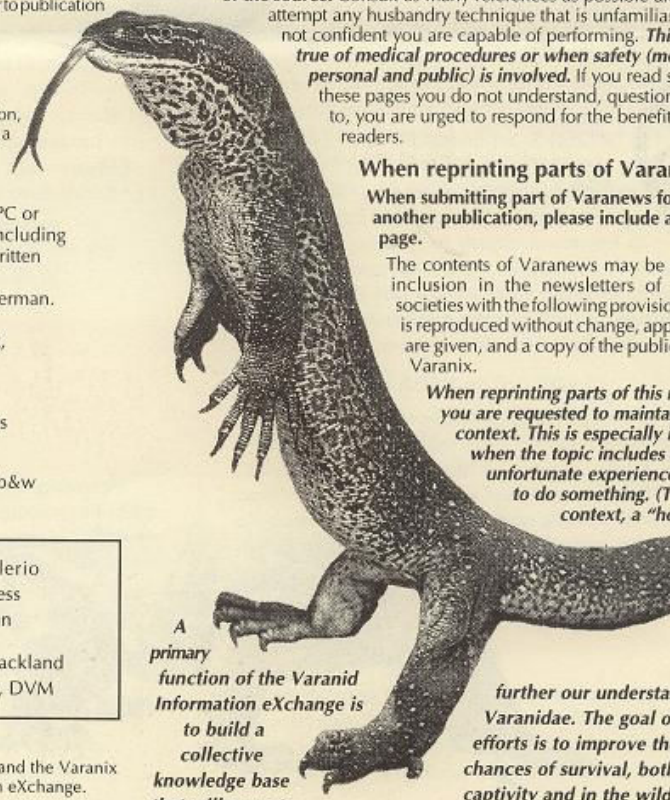 to publication
on,
a
PC or
ncluding
ritten
erman.
,
s
b&w
lerio
ess
n
ackland
, DVM
and the Varanix
n eXchange.
attempt any husbandry technique that is unfamilia
not confident you are capable of performing. Thi
true of medical procedures or when safety (m
personal and public) is involved. If you read s
these pages you do not understand, question
to, you are urged to respond for the benefit
readers.
When reprinting parts of Varan
When submitting part of Varanews fo
another publication, please include a
page.
The contents of Varanews may be
inclusion in the newsletters of
societies with the following provisio
is reproduced without change, app
are given, and a copy of the publi
Varanix.
When reprinting parts of this
you are requested to mainta
context. This is especially
when the topic includes
unfortunate experience
to do something. (T
context, a "he
A
primary
function of the Varanid
Information eXchange is
to build a
collective
knowledge base
further our understa
Varanidae. The goal o
efforts is to improve th
chances of survival, both
captivity and in the wild